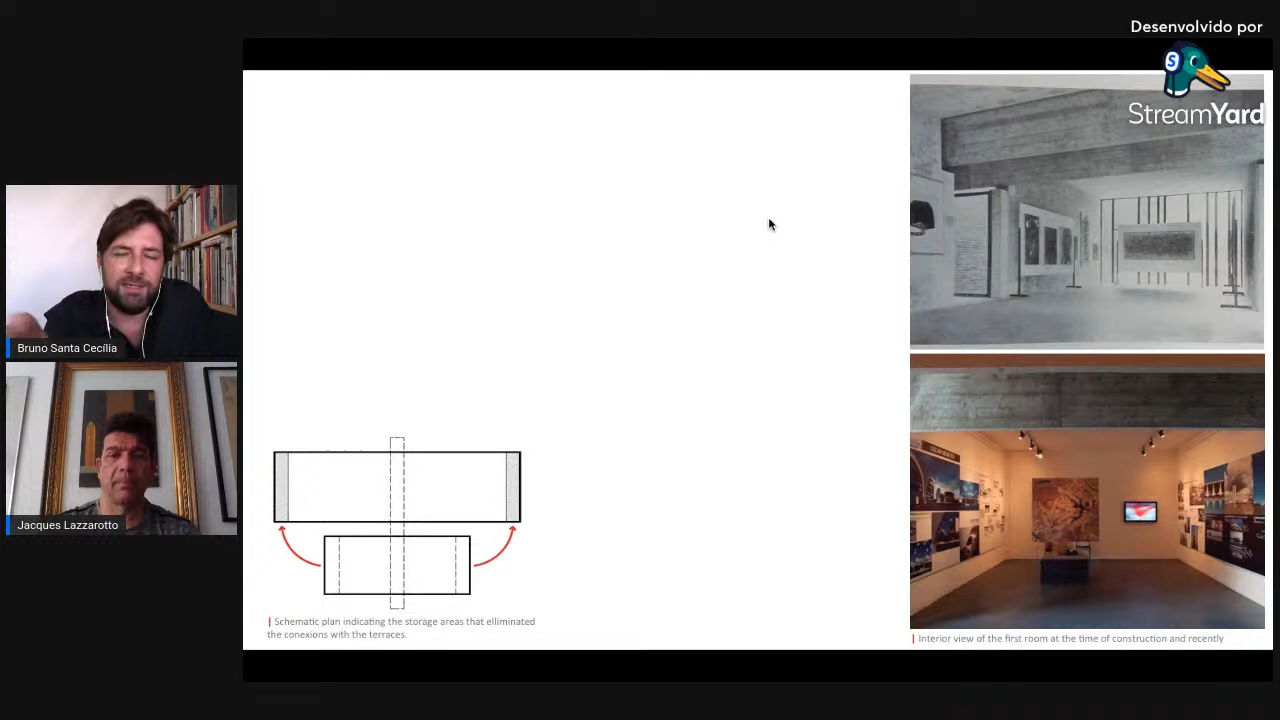 Desenvolvido por
StreamYard
Bruno Santa Cecília
Jacques Lazzarotto
| Schematic plan indicating the storage areas that elliminated
the conexions with the terraces.
| Interior view of the first room at the time of construction and recently